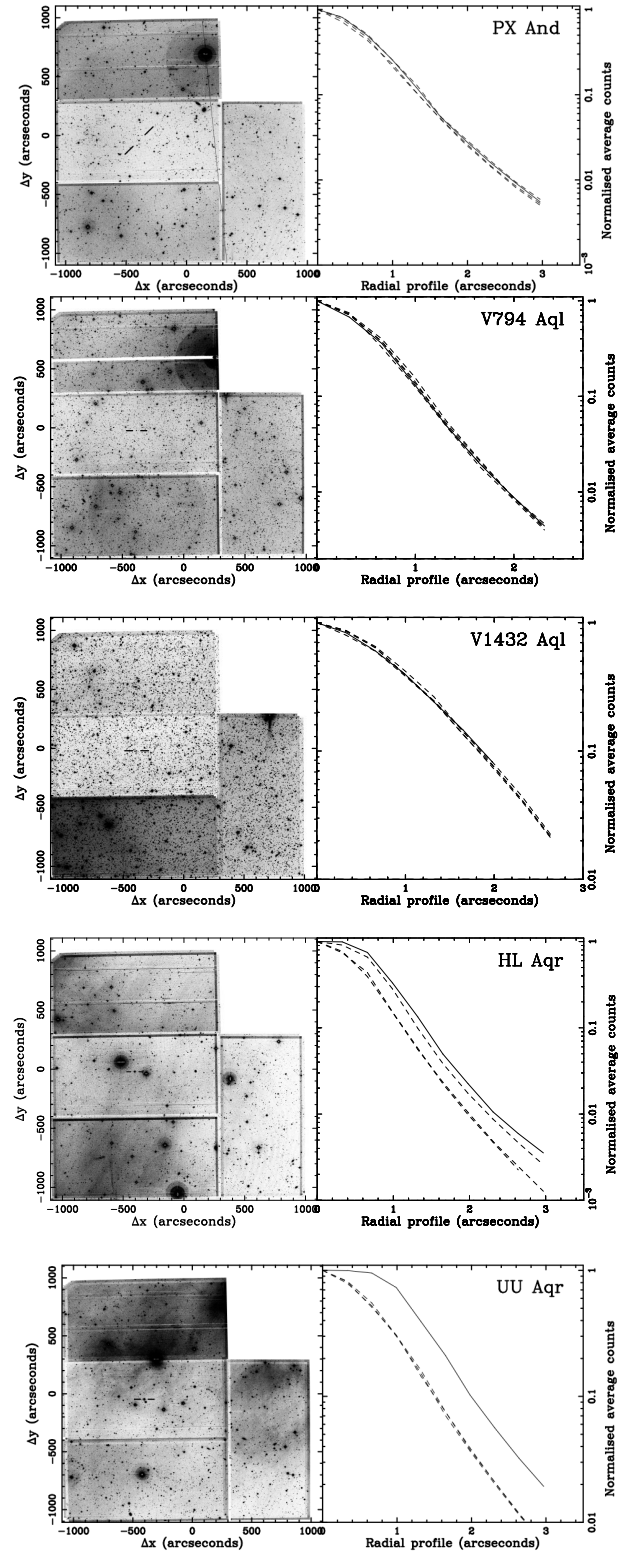 PX And
1000
500
0
−500
−1000
Δy (arcseconds)
−1000 −500 0 500 1000
Δx (arcseconds)
0 1 2 3
Radial profile (arcseconds)
1
0.1
0.01
10⁻³
Normalised average counts
V794 Aql
1000
500
0
−500
−1000
Δy (arcseconds)
−1000 −500 0 500 1000
Δx (arcseconds)
0 1 2
Radial profile (arcseconds)
1
0.1
0.01
Normalised average counts
V1432 Aql
1000
500
0
−500
−1000
Δy (arcseconds)
−1000 −500 0 500 1000
Δx (arcseconds)
0 1 2 3
Radial profile (arcseconds)
1
0.1
0.01
Normalised average counts
HL Aqr
1000
500
0
−500
−1000
Δy (arcseconds)
−1000 −500 0 500 1000
Δx (arcseconds)
0 1 2 3
Radial profile (arcseconds)
1
0.1
0.01
10⁻³
Normalised average counts
UU Aqr
1000
500
0
−500
−1000
Δy (arcseconds)
−1000 −500 0 500 1000
Δx (arcseconds)
0 1 2 3
Radial profile (arcseconds)
1
0.1
0.01
Normalised average counts